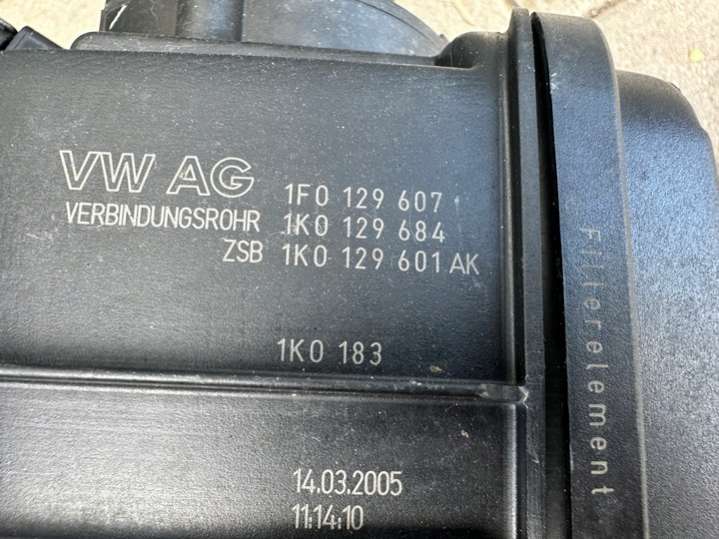 VW AG 1F0 129 607
VERBINDUNGSROHR 1K0 129 684
ZSB 1K0 129 601 AK
1K0 183
14.03.2005
11:14:10
Filterelement